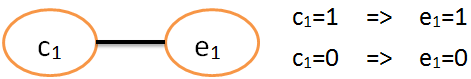 c₁ e₁
c₁=1 => e₁=1
c₁=0 => e₁=0